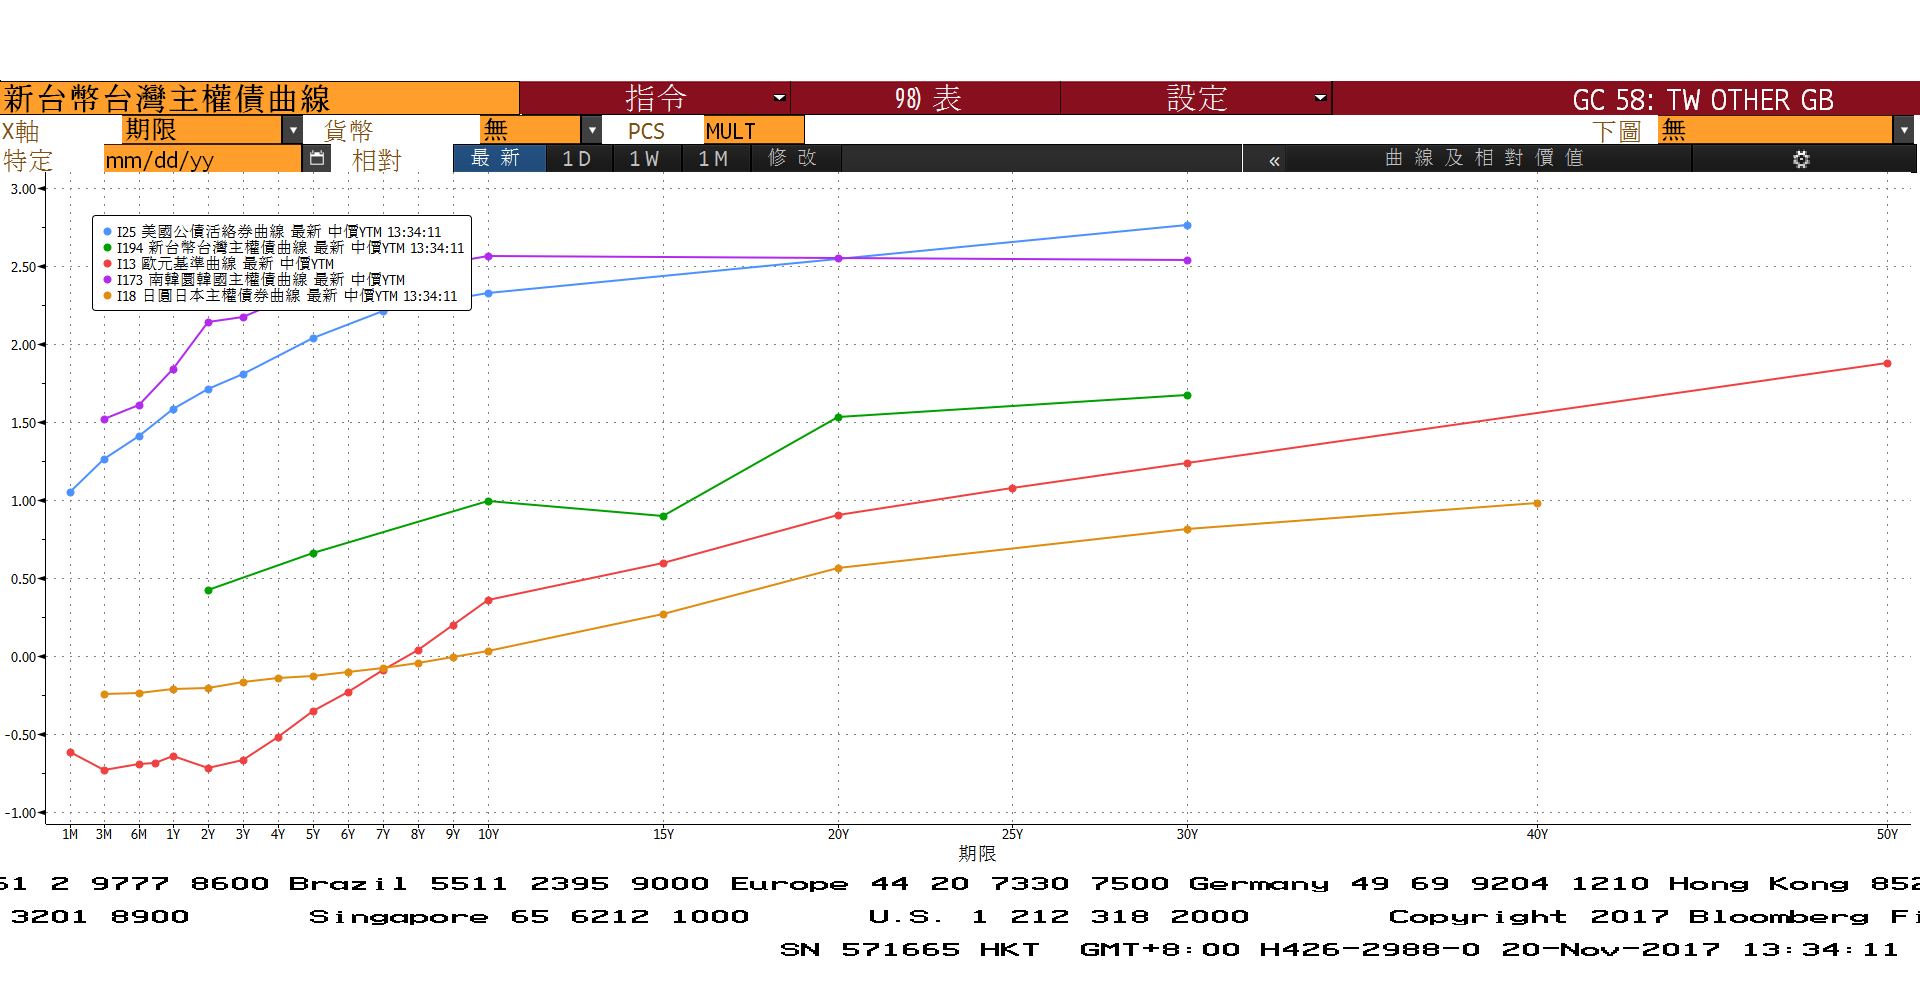 新台幣台灣主權債曲線 指令 98) 表 設定 GC 58: TW OTHER GB
X軸 期限 貨幣 無 PCS MULT 下圖 無
特定 mm/dd/yy 相對 最新 1D 1W 1M 修改 « 曲線及相對價值
3.00
I25 美國公債活絡券曲線 最新 中價YTM 13:34:11
I194 新台幣台灣主權債曲線 最新 中價YTM 13:34:11
I13 歐元基準曲線 最新 中價YTM
I173 南韓圜韓國主權債曲線 最新 中價YTM
I18 日圓日本主權債券曲線 最新 中價YTM 13:34:11
2.50
2.00
1.50
1.00
0.50
0.00
-0.50
-1.00
1M 3M 6M 1Y 2Y 3Y 4Y 5Y 6Y 7Y 8Y 9Y 10Y 15Y 20Y 25Y 30Y 40Y 50Y
期限
61 2 9777 8600 Brazil 5511 2395 9000 Europe 44 20 7330 7500 Germany 49 69 9204 1210 Hong Kong 852
3201 8900 Singapore 65 6212 1000 U.S. 1 212 318 2000 Copyright 2017 Bloomberg Fi
SN 571665 HKT GMT+8:00 H426-2988-0 20-Nov-2017 13:34:11